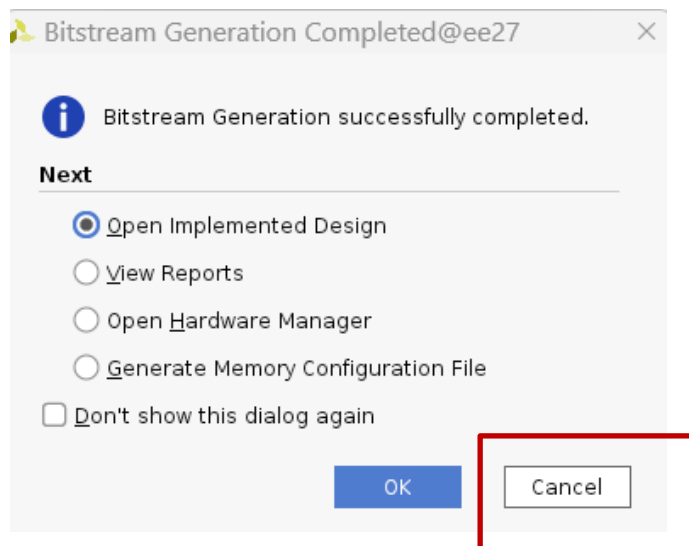 Bitstream Generation Completed@ee27
Bitstream Generation successfully completed.
Next
Open Implemented Design
View Reports
Open Hardware Manager
Generate Memory Configuration File
Don't show this dialog again
OK
Cancel